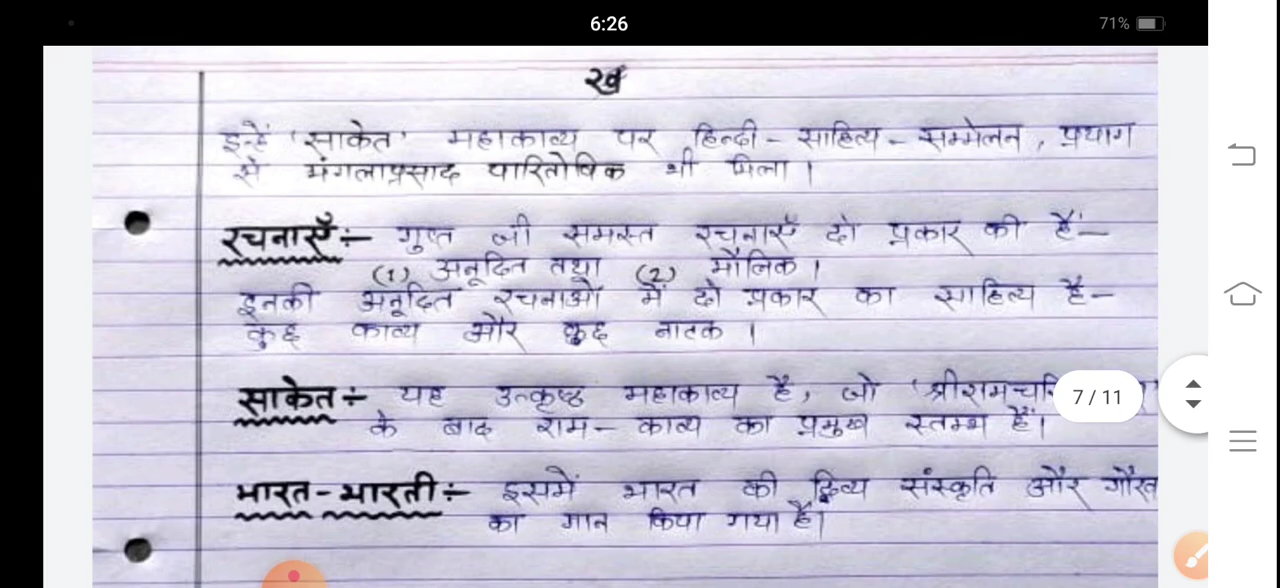 6:26
71%
ख
इन्हें 'साकेत' महाकाव्य पर हिन्दी - साहित्य - सम्मेलन, प्रयाग
से मंगलाप्रसाद पारितोषिक भी मिला।
रचनाएँ ÷ गुप्त जी समस्त रचनाएँ दो प्रकार की हैं-
(1) अनूदित तथा (2) मौलिक।
इनकी अनूदित रचनाओं में दो प्रकार का साहित्य है-
कुछ काव्य और कुछ नाटक।
साकेत ÷ यह उत्कृष्ठ महाकाव्य है, जो
7/11
के बाद राम - काव्य का प्रमुख स्तम्भ हैं।
भारत - भारती ÷ इसमें भारत की दिव्य संस्कृति और गौरव
का गान किया गया है।